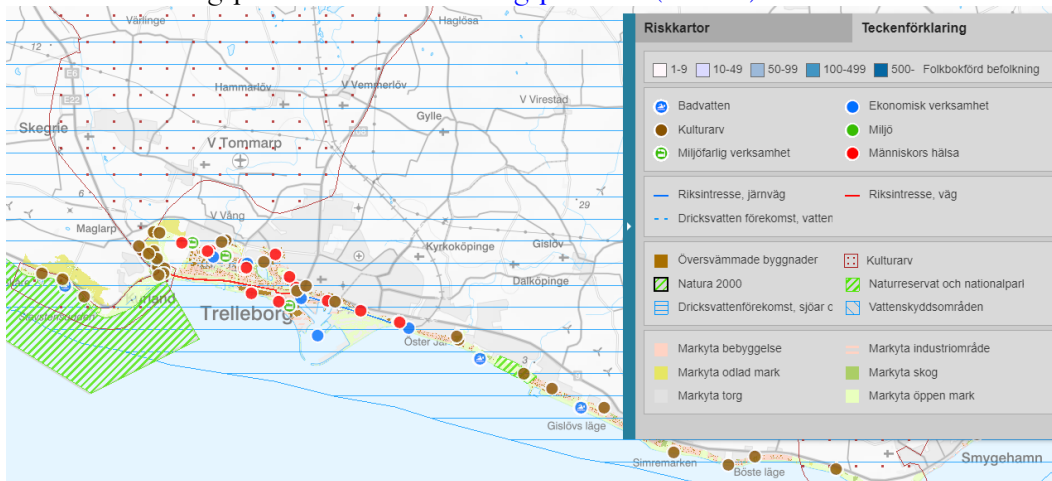 Värlinge
Haglösa
12
E6
E22
Hammarlöv
V Vemmerlöv
V Virestad
Gylle
Skegrie
V Tommarp
6
29
V Vång
Maglarp
Kyrkoköpinge
Gislöv
Dalköpinge
Trelleborg
3
9
Gislövs läge
Simremarken
Böste läge
Smygehamn
Riskkartor
Teckenförklaring
1-9
10-49
50-99
100-499
500-
Folkbokförd befolkning
Badvatten
Ekonomisk verksamhet
Kulturarv
Miljö
Miljöfarlig verksamhet
Människors hälsa
Riksintresse, järnväg
Riksintresse, väg
Dricksvatten förekomst, vatten
Översvämmade byggnader
Kulturarv
Natura 2000
Naturreservat och nationalparl
Dricksvattenförekomst, sjöar c
Vattenskyddsområden
Markyta bebyggelse
Markyta industriområde
Markyta odlad mark
Markyta skog
Markyta torg
Markyta öppen mark